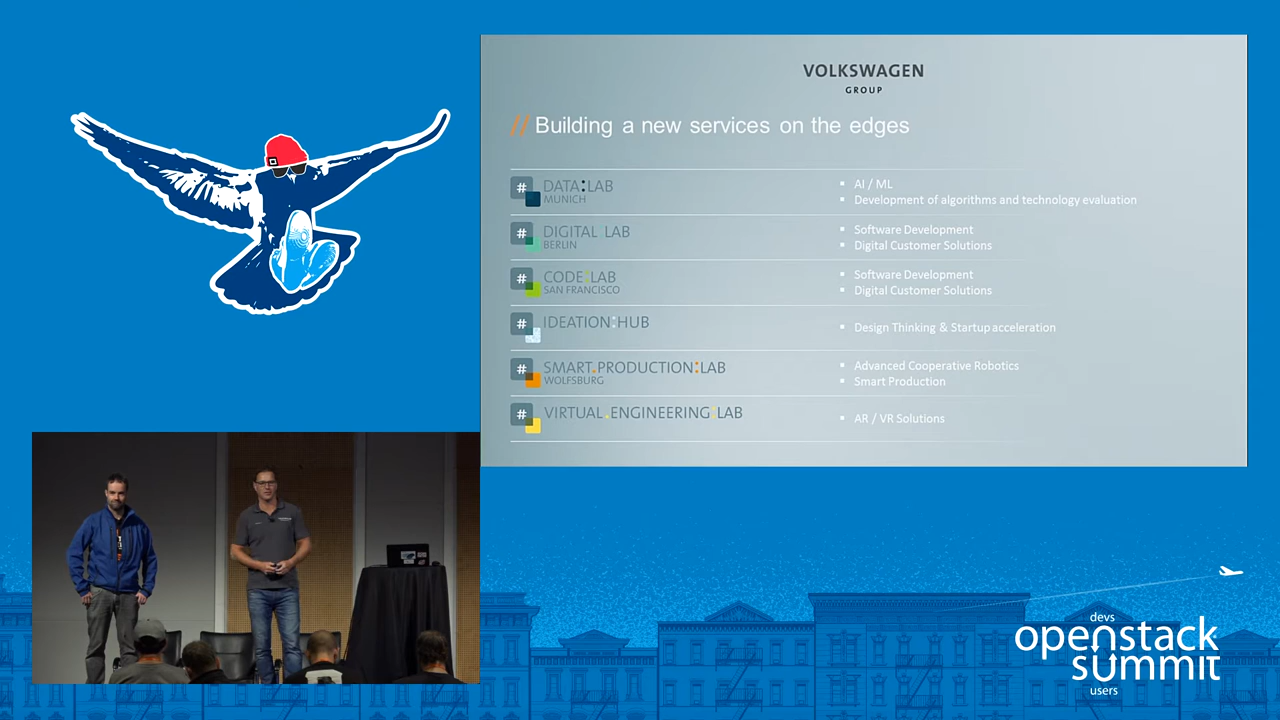 VOLKSWAGEN
GROUP
// Building a new services on the edges
# DATA:LAB
MUNICH
▪ AI / ML
▪ Development of algorithms and technology evaluation
# DIGITAL:LAB
BERLIN
▪ Software Development
▪ Digital Customer Solutions
# CODE:LAB
SAN FRANCISCO
▪ Software Development
▪ Digital Customer Solutions
# IDEATION:HUB
▪ Design Thinking & Startup acceleration
# SMART.PRODUCTION:LAB
WOLFSBURG
▪ Advanced Cooperative Robotics
▪ Smart Production
# VIRTUAL.ENGINEERING:LAB
▪ AR / VR Solutions
devs
openstack
summit
users